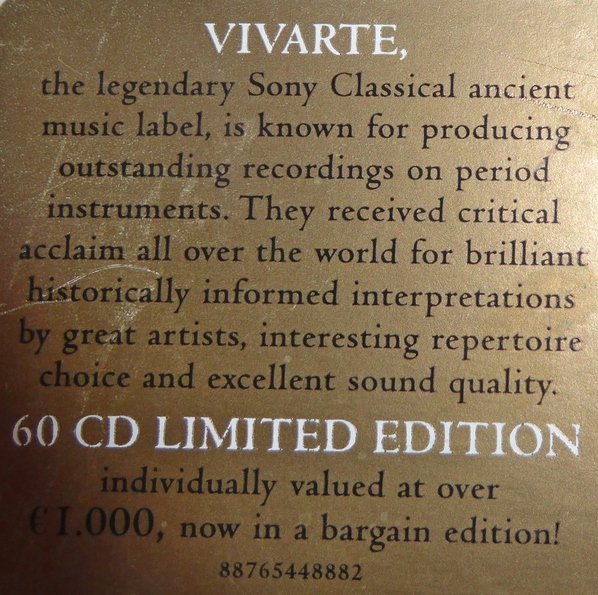 VIVARTE,
the legendary Sony Classical ancient
music label, is known for producing
outstanding recordings on period
instruments. They received critical
acclaim all over the world for brilliant
historically informed interpretations
by great artists, interesting repertoire
choice and excellent sound quality.
60 CD LIMITED EDITION
individually valued at over
€1.000, now in a bargain edition!
88765448882